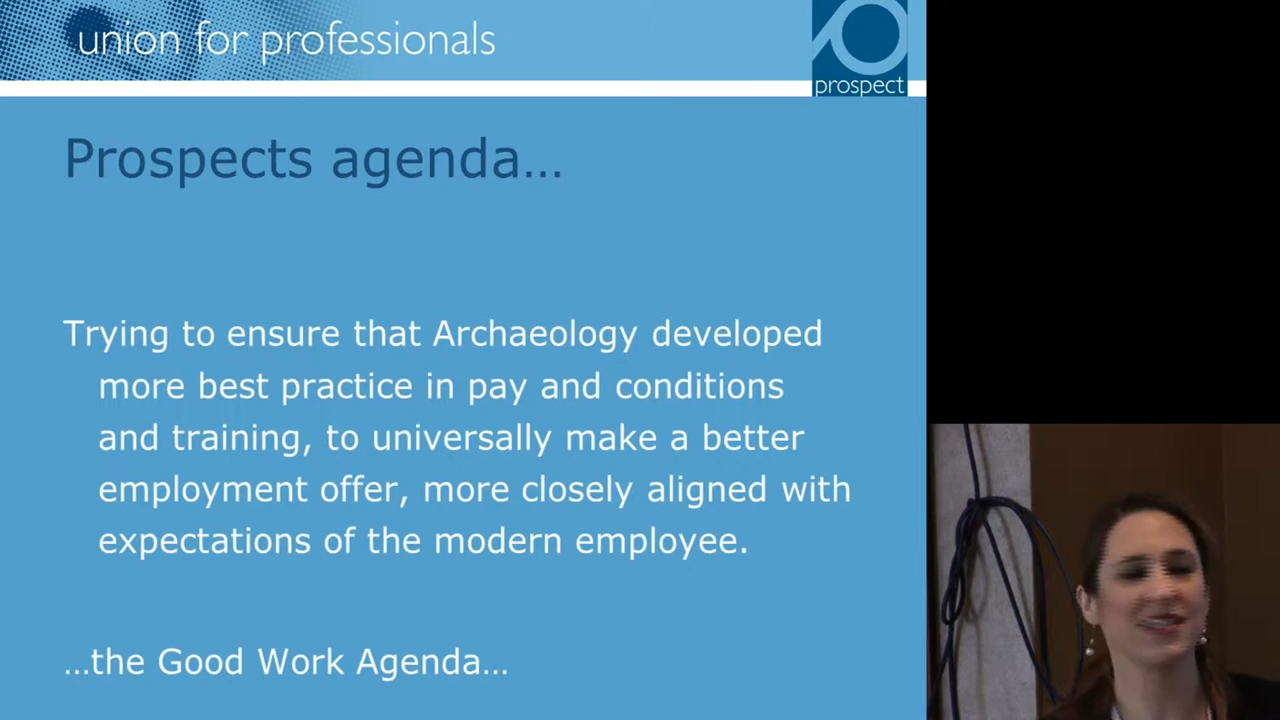 union for professionals
prospect
Prospects agenda...
Trying to ensure that Archaeology developed
more best practice in pay and conditions
and training, to universally make a better
employment offer, more closely aligned with
expectations of the modern employee.
...the Good Work Agenda...